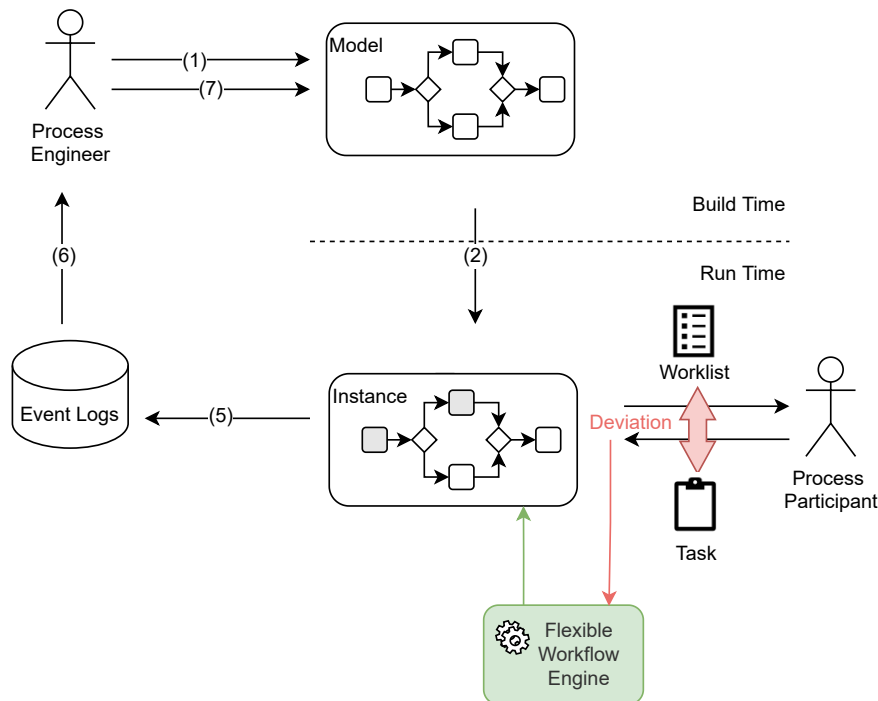 (1)
(7)
Model
Process
Engineer
Build Time
(2)
(6)
Run Time
Worklist
Event Logs
(5)
Instance
Deviation
Process
Participant
Task
Flexible
Workflow
Engine